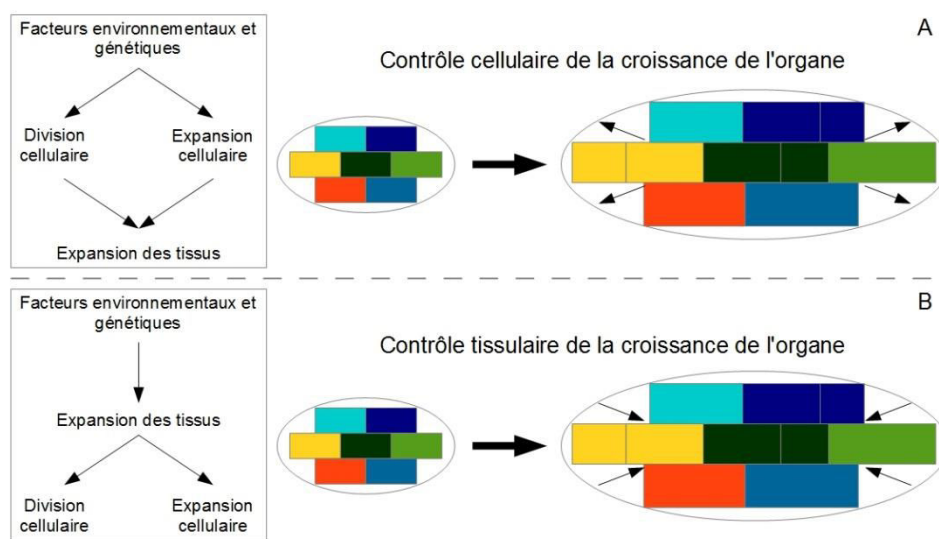 Facteurs environnementaux et
génétiques
Division
cellulaire
Expansion
cellulaire
Expansion des tissus
A
Contrôle cellulaire de la croissance de l'organe
Facteurs environnementaux et
génétiques
Expansion des tissus
Division
cellulaire
Expansion
cellulaire
B
Contrôle tissulaire de la croissance de l'organe